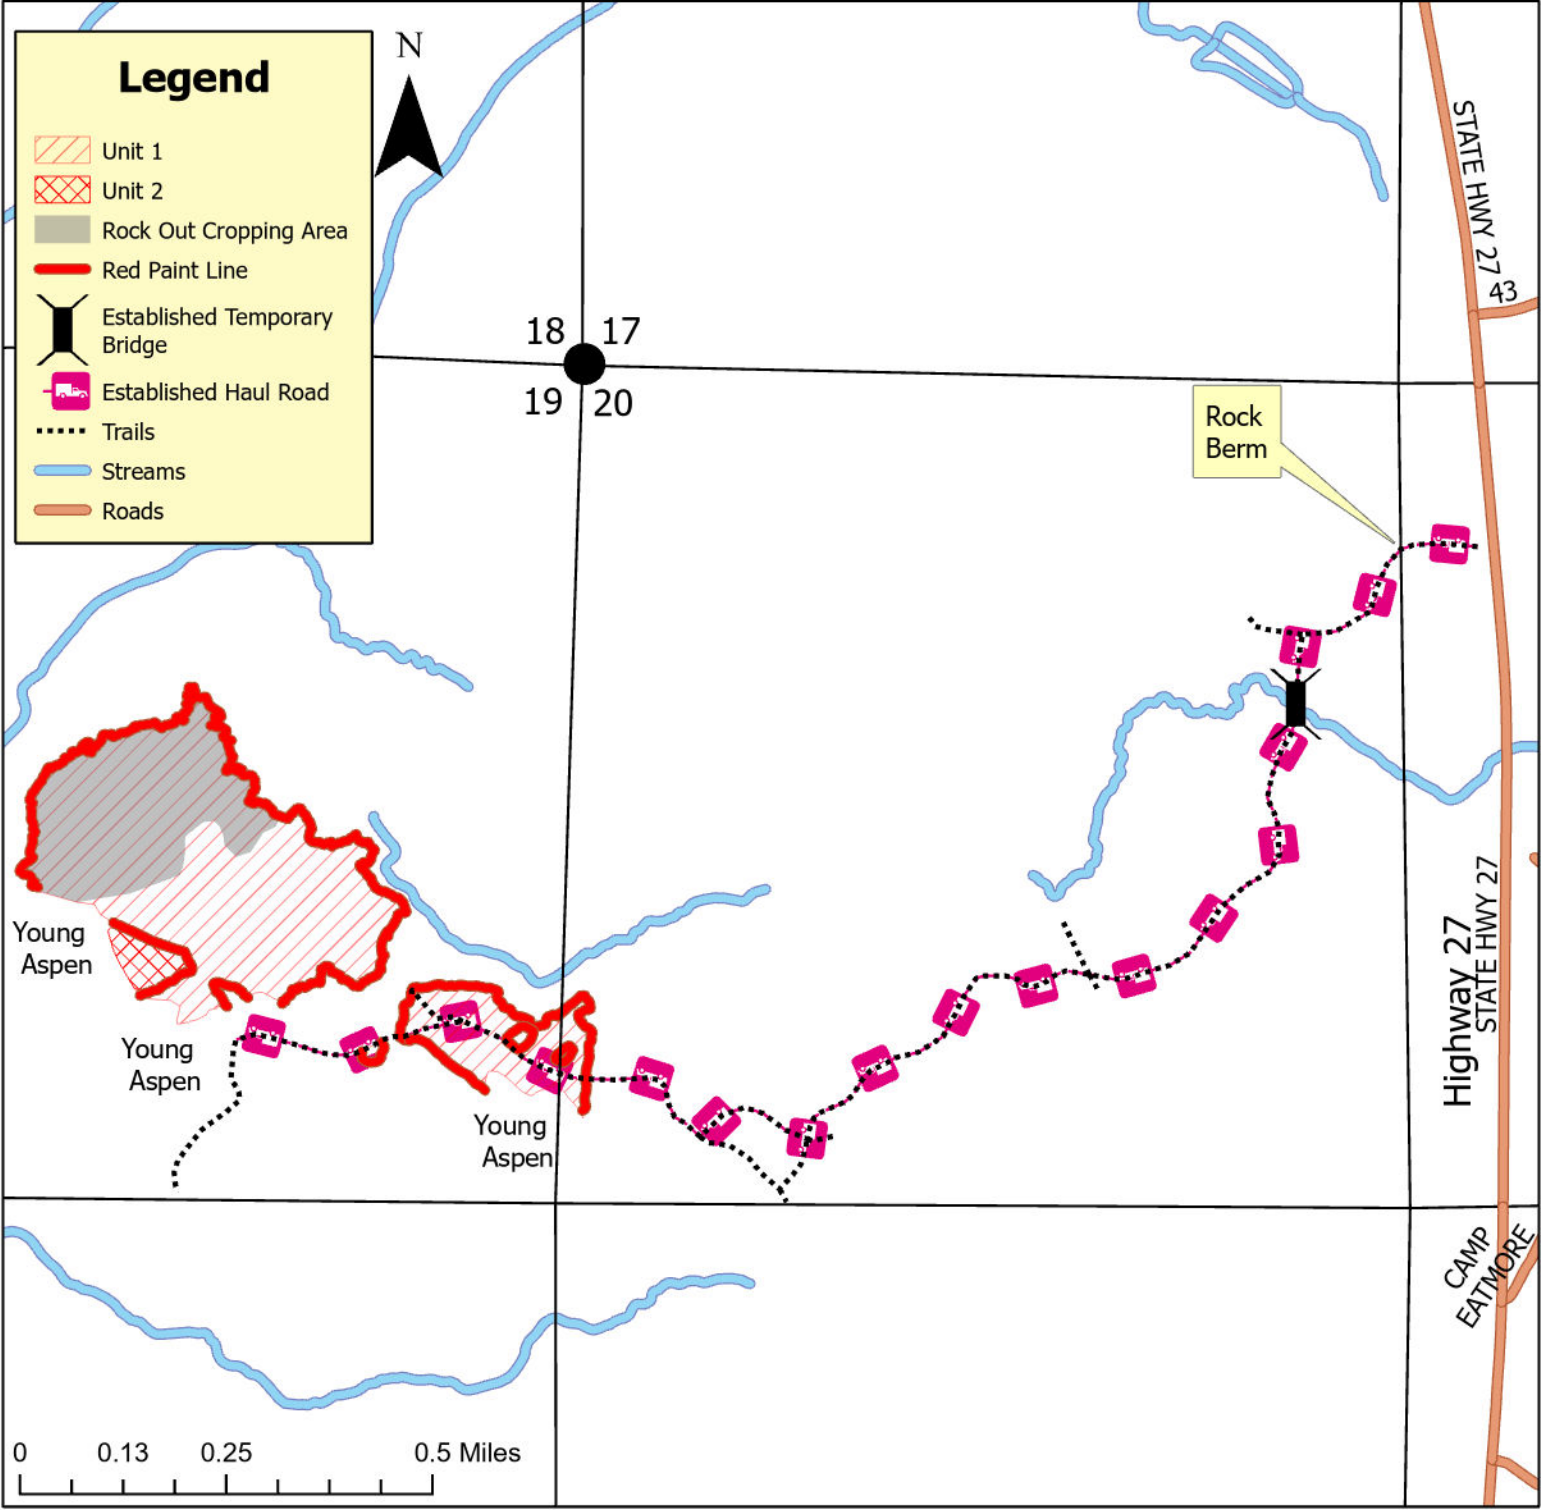 Legend
Unit 1
Unit 2
Rock Out Cropping Area
Red Paint Line
Established Temporary
Bridge
Established Haul Road
Trails
Streams
Roads
N
STATE HWY 27
43
18 17
19 20
Rock
Berm
Young
Aspen
Young
Aspen
Young
Aspen
Highway 27
STATE HWY 27
CAMP
EATMORE
0 0.13 0.25 0.5 Miles